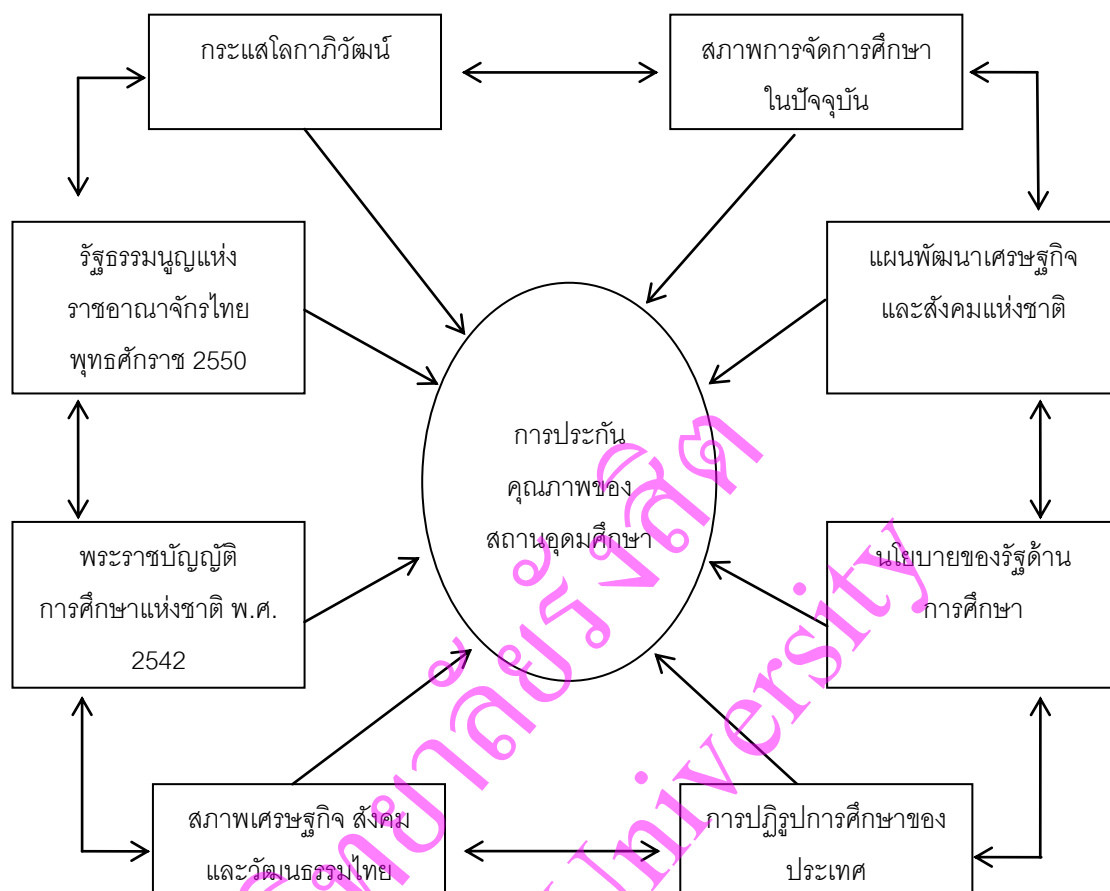 กระแสโลกาภิวัฒน์
สภาพการจัดการศึกษา
ในปัจจุบัน
รัฐธรรมนูญแห่ง
ราชอาณาจักรไทย
พุทธศักราช 2550
แผนพัฒนาเศรษฐกิจ
และสังคมแห่งชาติ
การประกัน
คุณภาพของ
สถานอุดมศึกษา
พระราชบัญญัติ
การศึกษาแห่งชาติ พ.ศ.
2542
นโยบายของรัฐด้าน
การศึกษา
สภาพเศรษฐกิจ สังคม
และวัฒนธรรมไทย
การปฏิรูปการศึกษาของ
ประเทศ
วิทยาลัยรังสิต
University